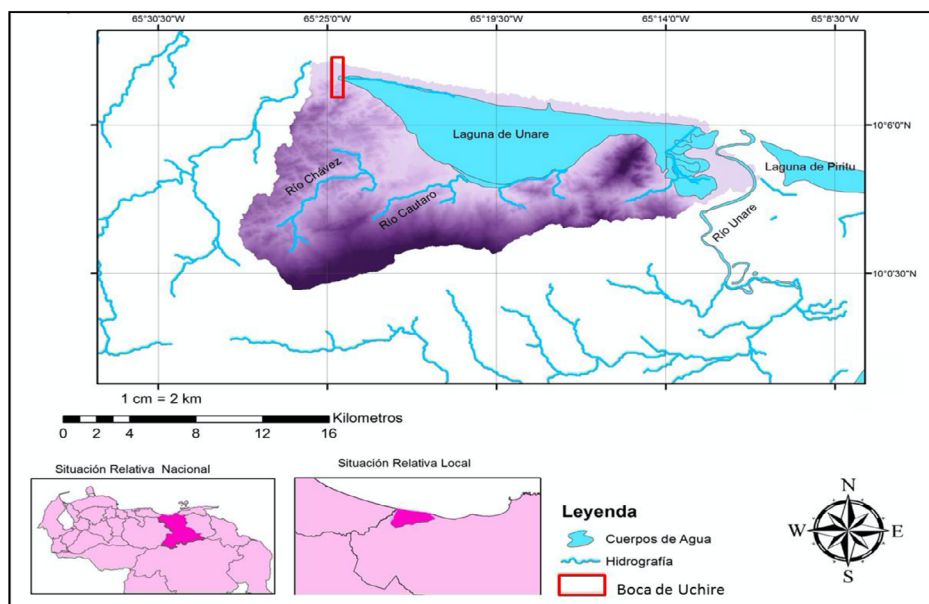 65°30'30"O 65°25'0"O 65°19'30"O 65°14'0"O 65°8'30"O
10°6'0"N
10°03'0"N
Laguna de Unare
Laguna de Piritu
Río Chávez
Río Cautaro
Río Unare
1 cm = 2 km
Kilometros
0 2 4 8 12 16
Situación Relativa Nacional
Situación Relativa Local
Leyenda
Cuerpos de Agua
Hidrografía
Boca de Uchire
N
W E
S